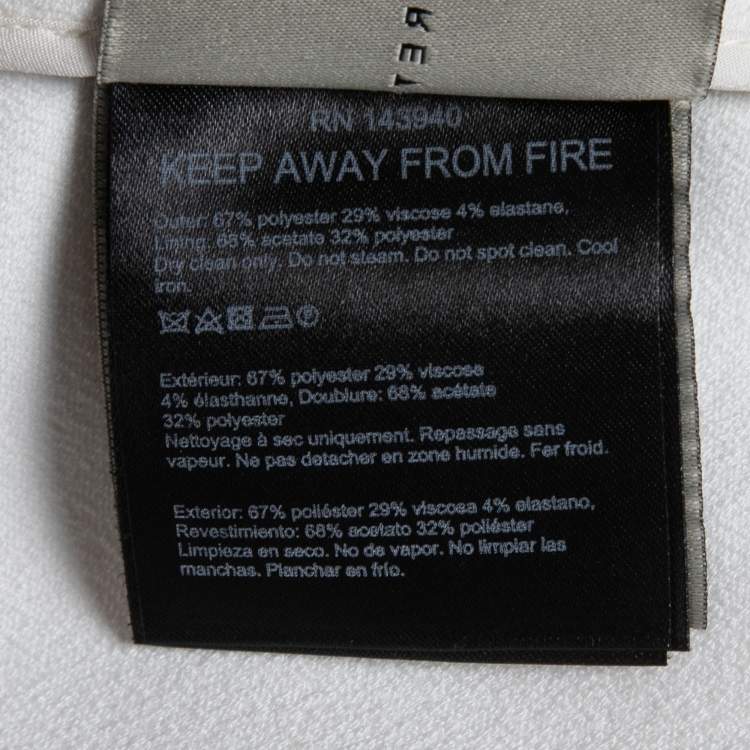 RN 143940
KEEP AWAY FROM FIRE
Outer: 67% polyester 29% viscose 4% elastane,
Lining: 68% acetate 32% polyester
Dry clean only. Do not steam. Do not spot clean. Cool
iron.
Extérieur: 67% polyester 29% viscose
4% élasthanne, Doublure: 68% acétate
32% polyester
Nettoyage à sec uniquement. Repassage sans
vapeur. Ne pas detacher en zone humide. Fer froid.
Exterior: 67% poliéster 29% viscosa 4% elastano,
Revestimiento: 68% acetato 32% poliéster
Limpieza en seco. No de vapor. No limpiar las
manchas. Planchar en frío.